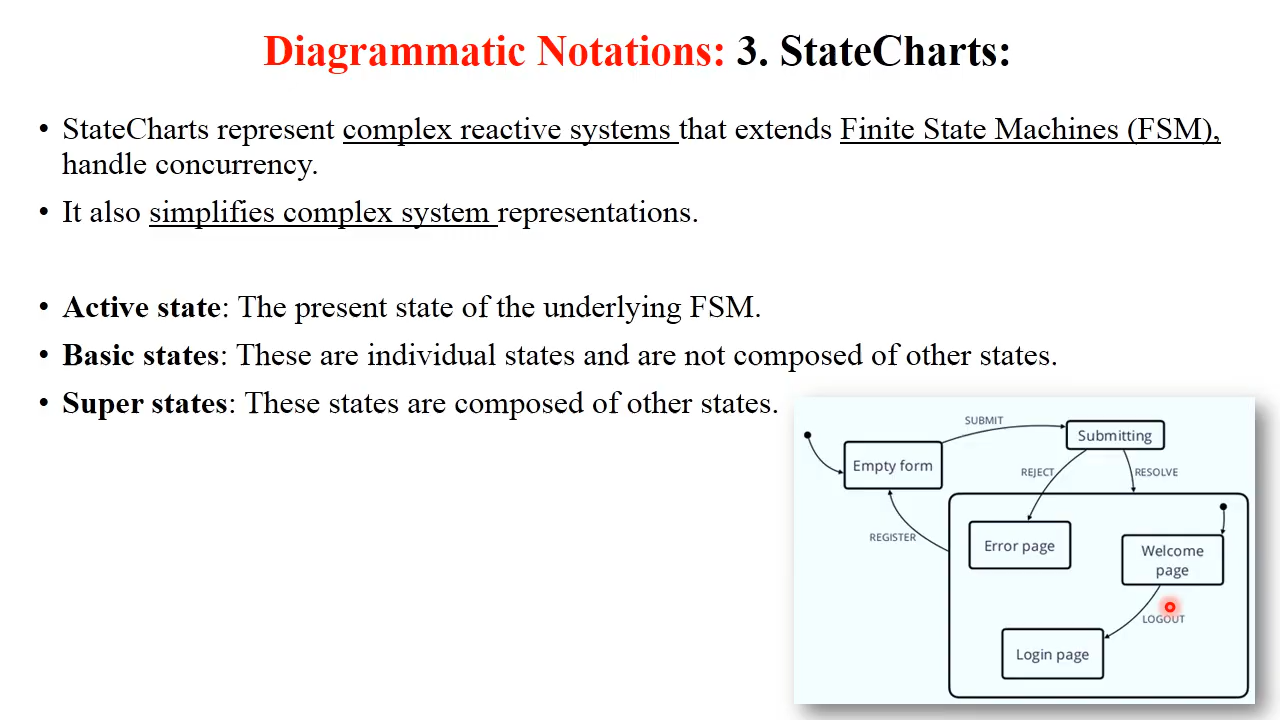 Diagrammatic Notations: 3. StateCharts:
• StateCharts represent complex reactive systems that extends Finite State Machines (FSM),
handle concurrency.
• It also simplifies complex system representations.
• Active state: The present state of the underlying FSM.
• Basic states: These are individual states and are not composed of other states.
• Super states: These states are composed of other states.
SUBMIT
Submitting
Empty form
REJECT
RESOLVE
REGISTER
Error page
Welcome
page
LOGOUT
Login page